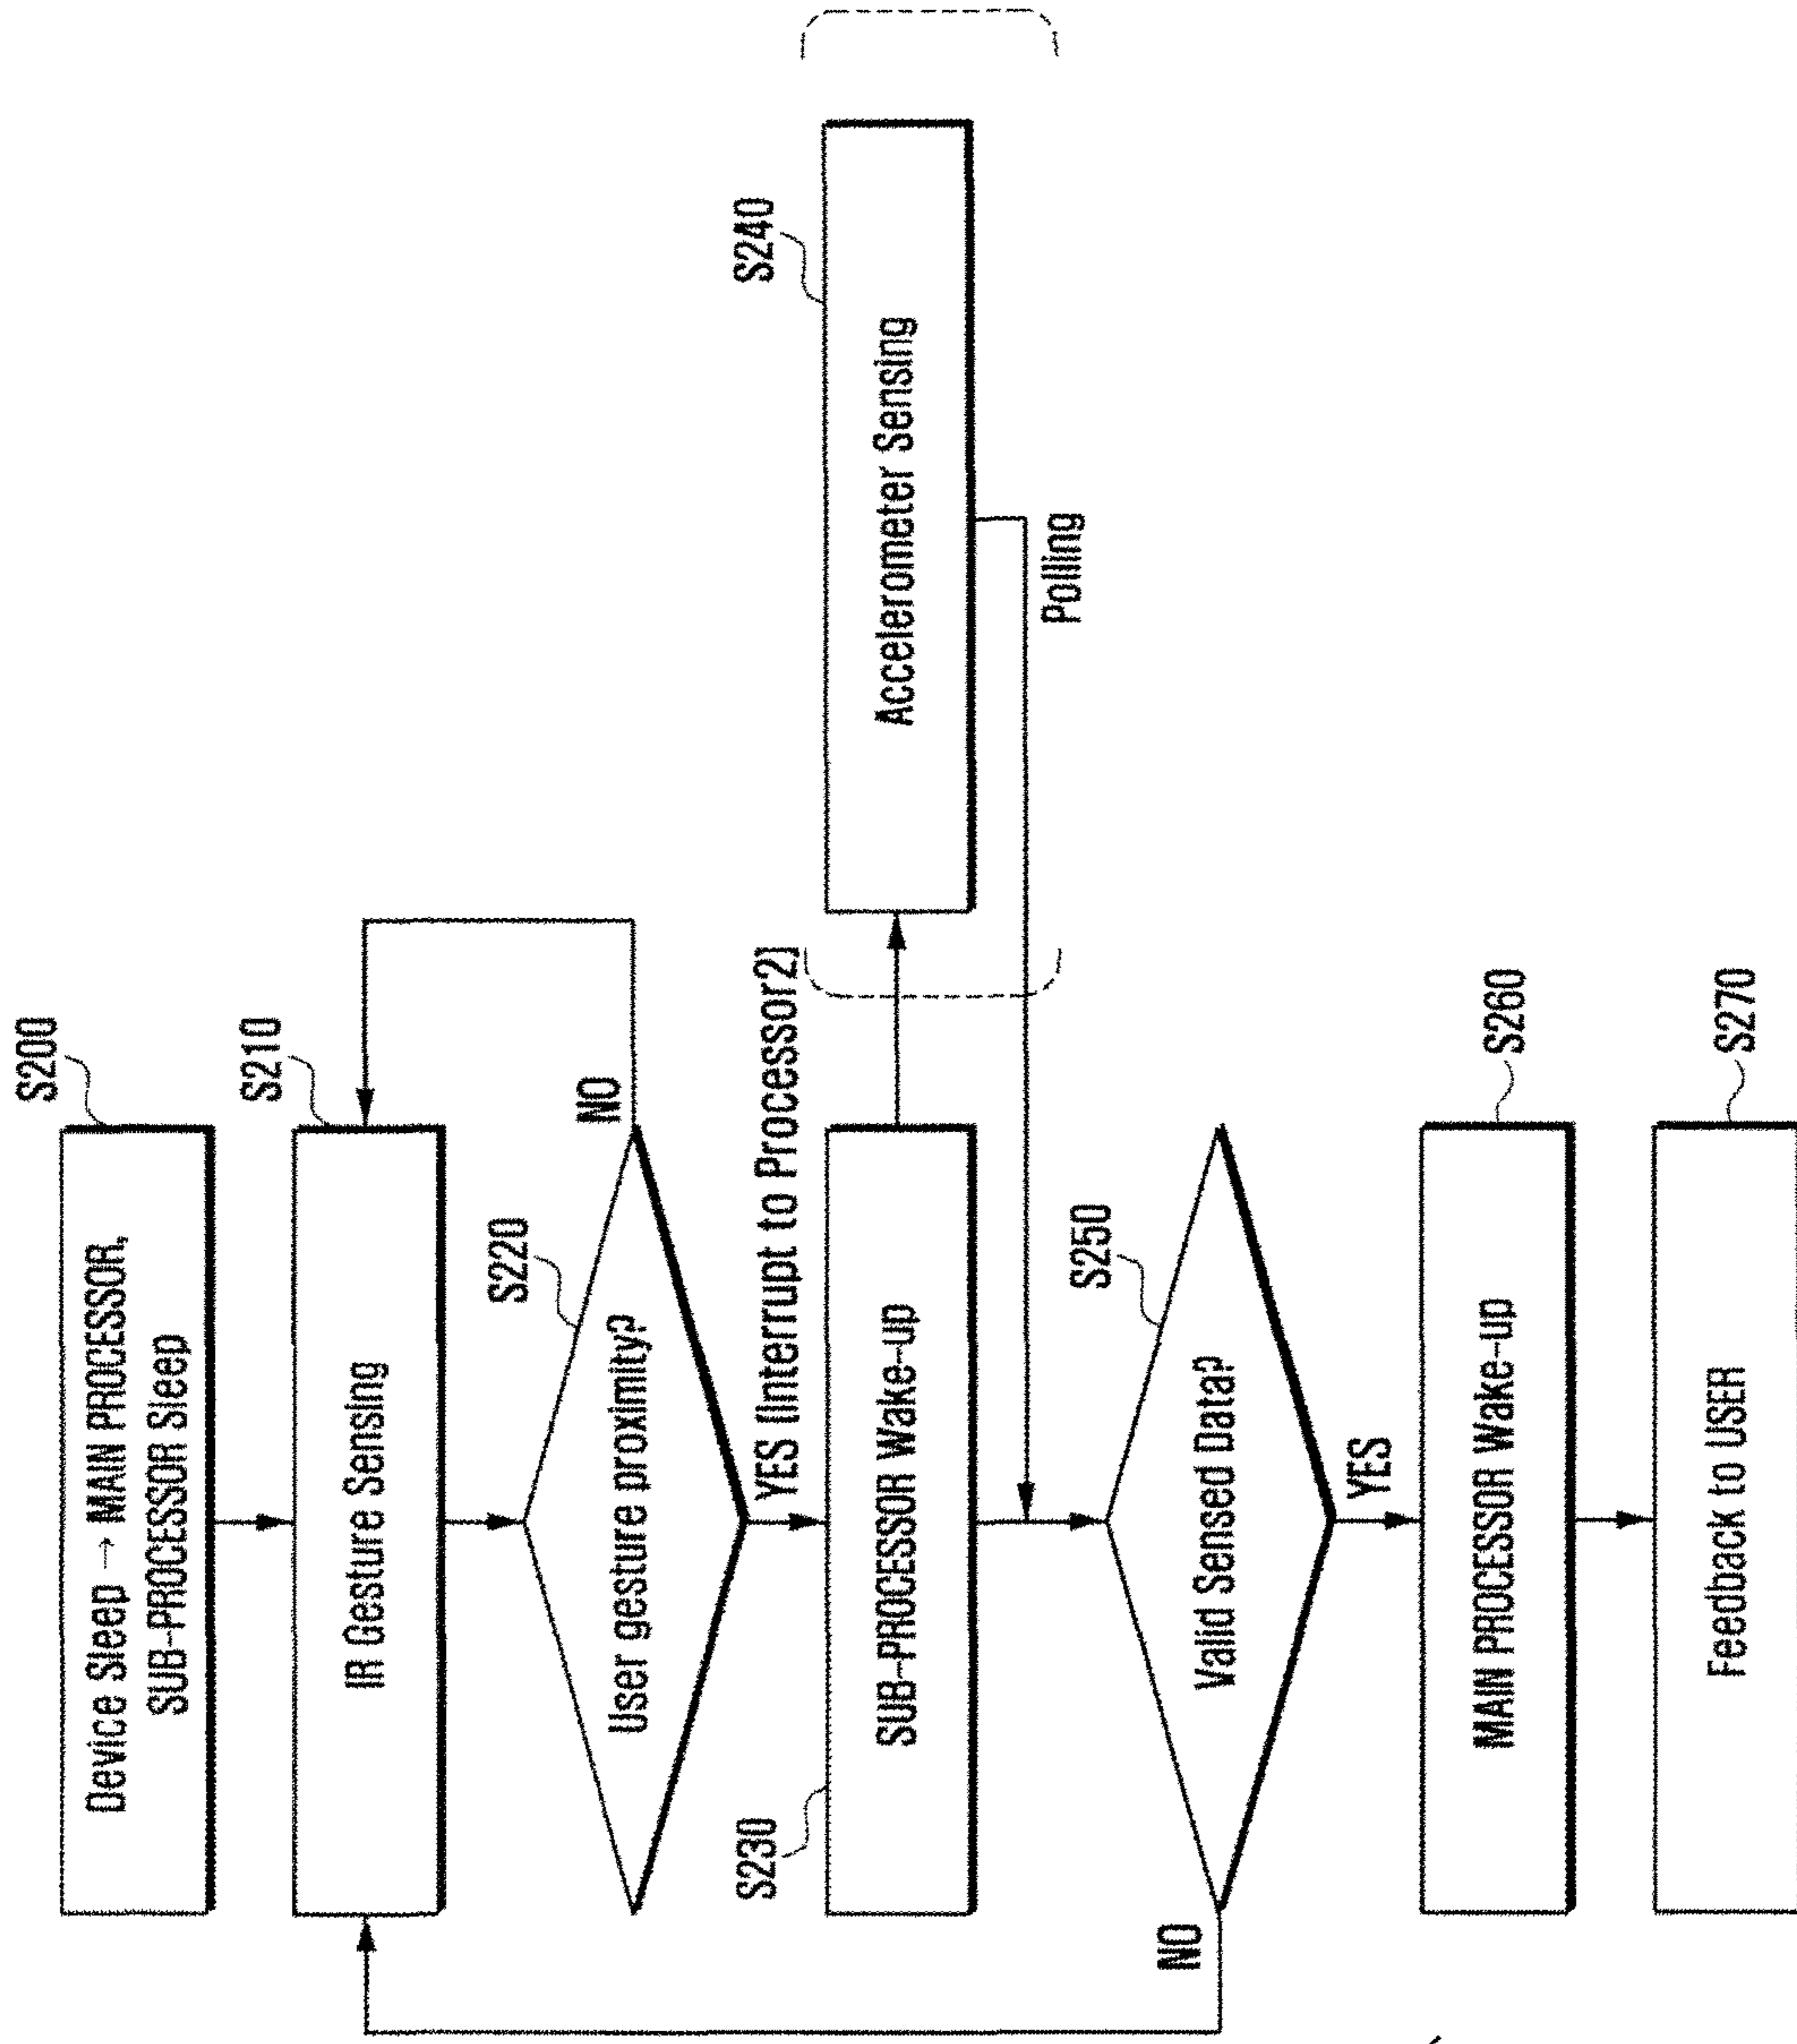 S200
Device Sleep → MAIN PROCESSOR,
SUB-PROCESSOR Sleep
S210
IR Gesture Sensing
S220
User gesture proximity?
NO
YES (Interrupt to Processor2)
S230
SUB-PROCESSOR Wake-up
S240
Accelerometer Sensing
Polling
S250
Valid Sensed Data?
NO
YES
S260
MAIN PROCESSOR Wake-up
S270
Feedback to USER